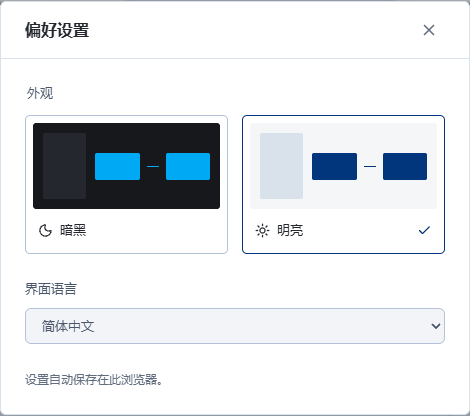 偏好设置
外观
暗黑
明亮
界面语言
简体中文
设置自动保存在此浏览器。